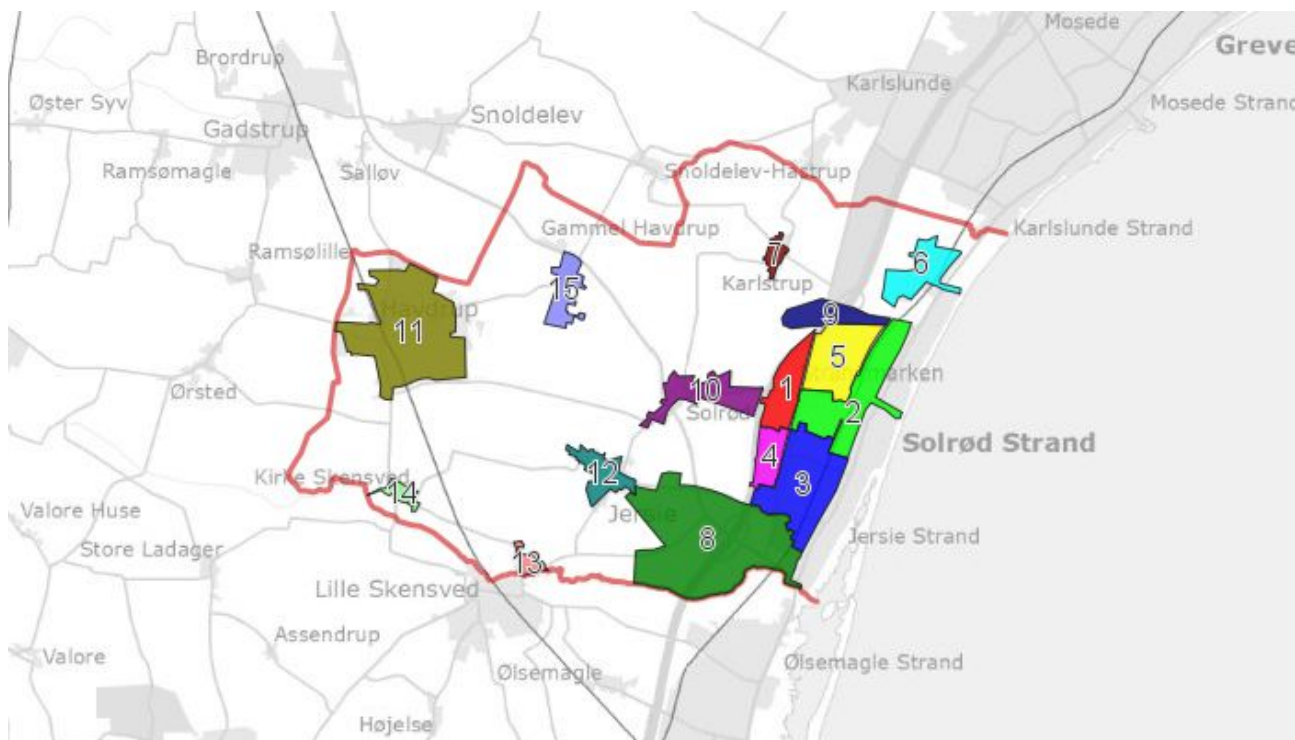 Mosede
Greve
Brordrup
Karlslunde
Øster Syv
Snoldelev
Mosede Strand
Gadstrup
Ramsømagle
Salløv
Snoldelev-Hastrup
Gammel Havdrup
Karlslunde Strand
Ramsølille
7
6
Karlstrup
15
Havdrup
9
11
5
1
10
Ørsted
Solrød
2
Solrød Strand
4
12
Kirke Skensved
3
14
Valore Huse
Jersie
8
Jersie Strand
Store Ladager
13
Lille Skensved
Assendrup
Valore
Ølsemagle Strand
Ølsemagle
Højelse